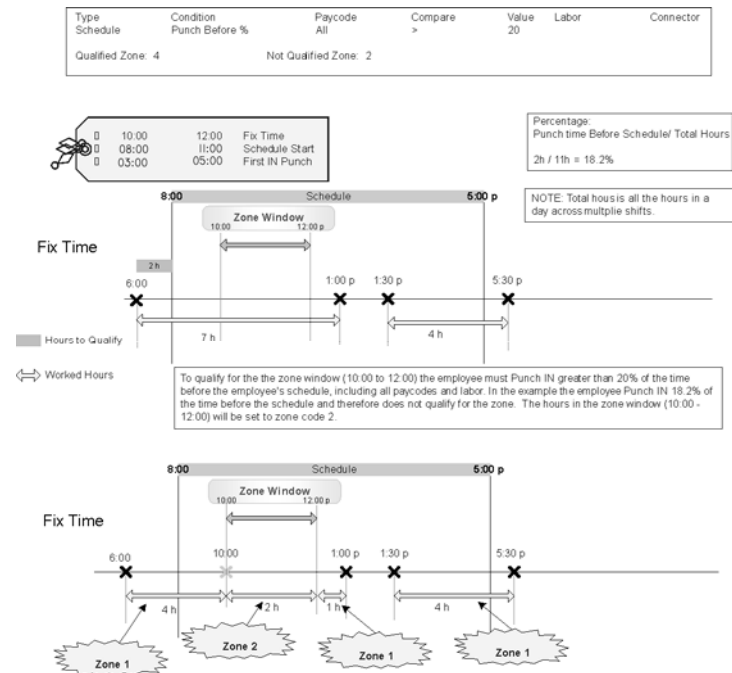 Type Condition Paycode Compare Value Labor Connector
Schedule Punch Before % All > 20
Qualified Zone: 4 Not Qualified Zone: 2
10:00 12:00 Fix Time
08:00 11:00 Schedule Start
03:00 05:00 First IN Punch
Percentage:
Punch time Before Schedule/ Total Hours
2h / 11h = 18.2%
NOTE: Total hous is all the hours in a
day across multplie shifts.
8:00 Schedule 5:00 p
Zone Window
10:00 12:00 p
Fix Time
2 h
6:00 1:00 p 1:30 p 5:30 p
7 h 4 h
Hours to Qualify
Worked Hours
To qualify for the the zone window (10:00 to 12:00) the employee must Punch IN greater than 20% of the time
before the employee's schedule, including all paycodes and labor. In the example the employee Punch IN 18.2% of
the time before the schedule and therefore does not qualify for the zone. The hours in the zone window (10:00 -
12:00) will be set to zone code 2.
8:00 Schedule 5:00 p
Zone Window
10:00 12:00 p
Fix Time
6:00 10:00 1:00 p 1:30 p 5:30 p
4 h 2 h 1 h 4 h
Zone 1 Zone 2 Zone 1 Zone 1